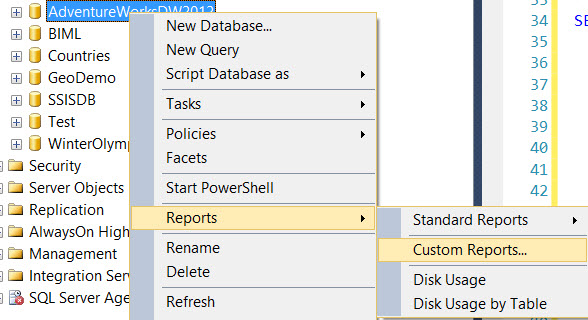 AdventureWorksDW2012
BIML
Countries
GeoDemo
SSISDB
Test
WinterOlymp
Security
Server Objects
Replication
AlwaysOn High
Management
Integration Serv
SQL Server Age
New Database...
New Query
Script Database as
Tasks
Policies
Facets
Start PowerShell
Reports
Rename
Delete
Refresh
Standard Reports
Custom Reports...
Disk Usage
Disk Usage by Table
34 SE
35
36
37
38
39
40
41
42